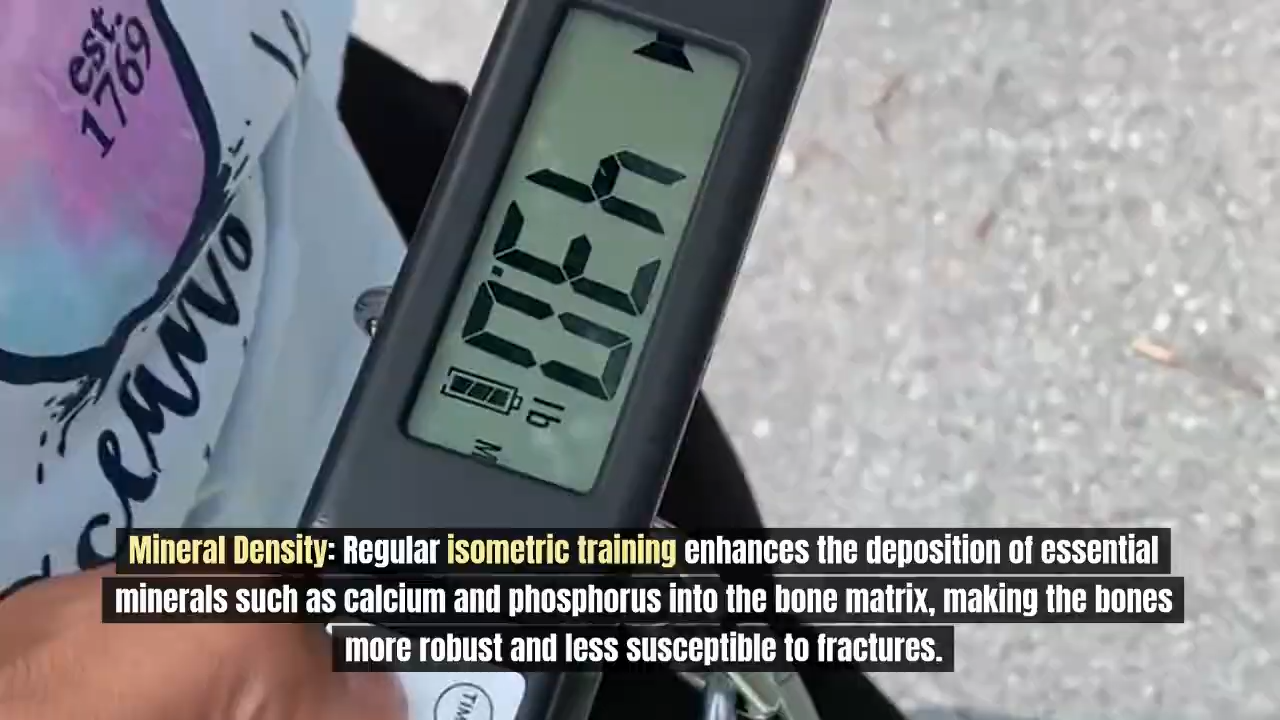 est.
1769
lb
M
TIM
Mineral Density: Regular isometric training enhances the deposition of essential
minerals such as calcium and phosphorus into the bone matrix, making the bones
more robust and less susceptible to fractures.